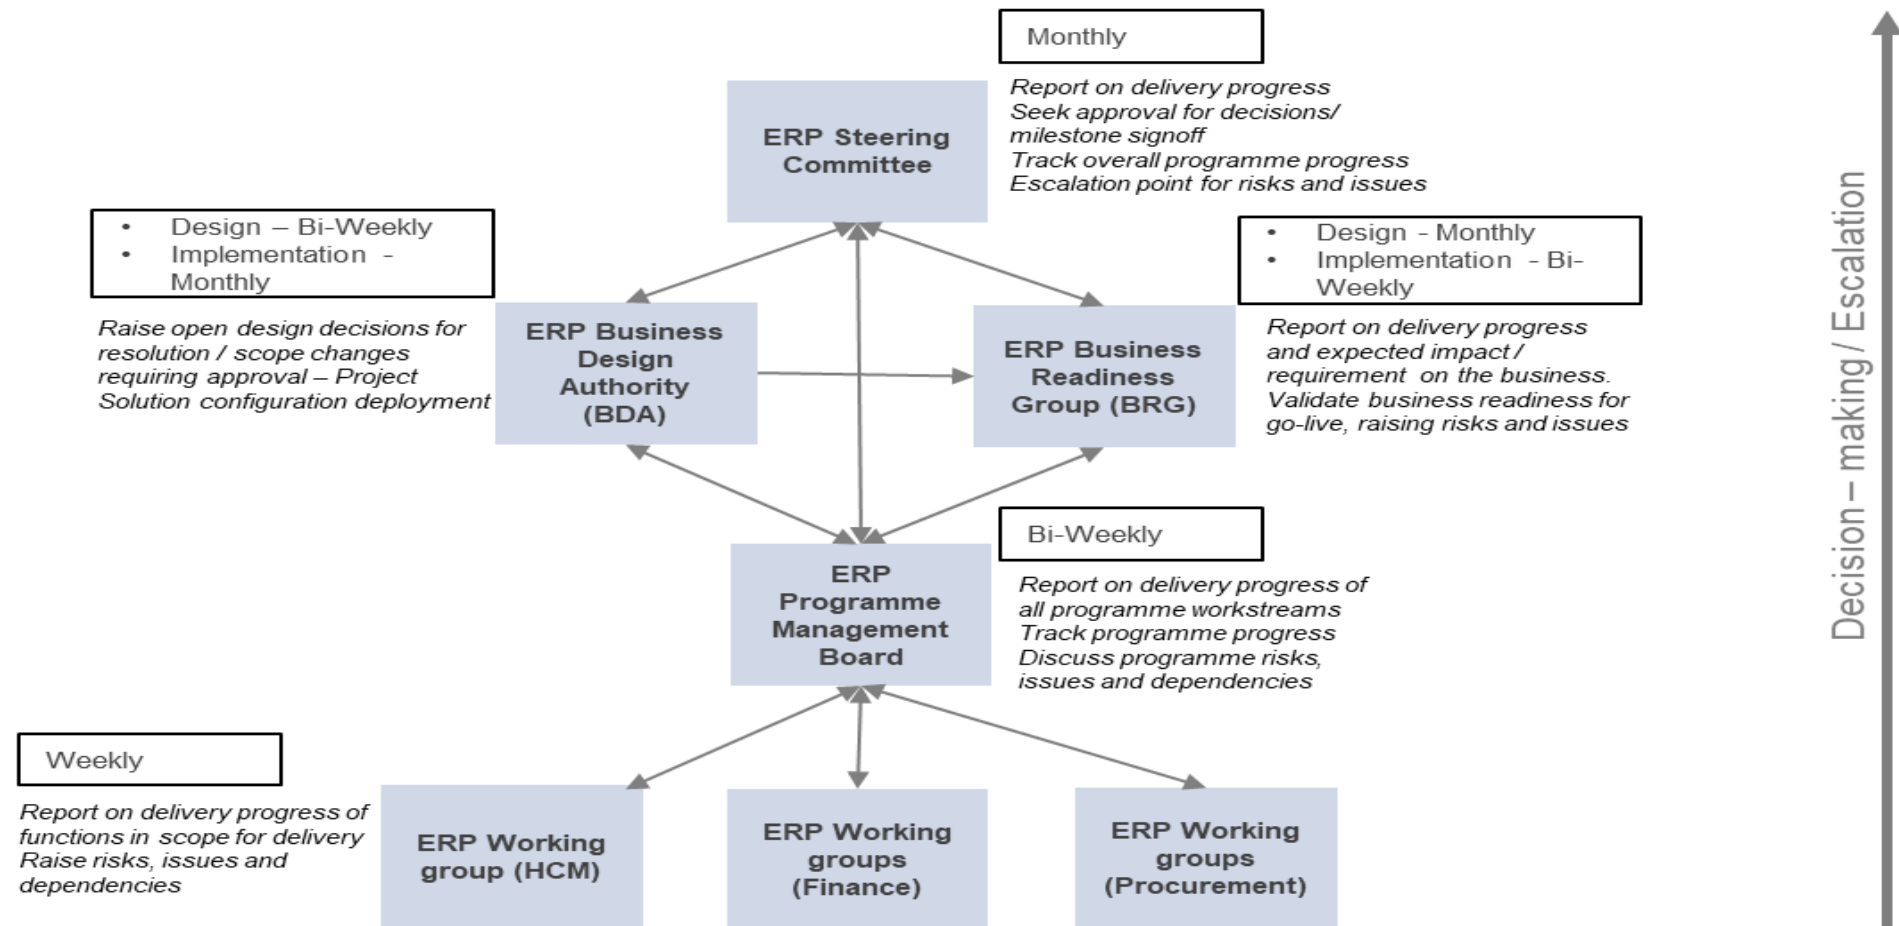 Monthly
Report on delivery progress
Seek approval for decisions/
milestone signoff
Track overall programme progress
Escalation point for risks and issues
ERP Steering
Committee
• Design – Bi-Weekly
• Implementation -
Monthly
Raise open design decisions for
resolution / scope changes
requiring approval – Project
Solution configuration deployment
ERP Business
Design
Authority
(BDA)
ERP Business
Readiness
Group (BRG)
• Design - Monthly
• Implementation - Bi-
Weekly
Report on delivery progress
and expected impact /
requirement on the business.
Validate business readiness for
go-live, raising risks and issues
ERP
Programme
Management
Board
Bi-Weekly
Report on delivery progress of
all programme workstreams
Track programme progress
Discuss programme risks,
issues and dependencies
Weekly
Report on delivery progress of
functions in scope for delivery
Raise risks, issues and
dependencies
ERP Working
group (HCM)
ERP Working
groups
(Finance)
ERP Working
groups
(Procurement)
Decision – making / Escalation